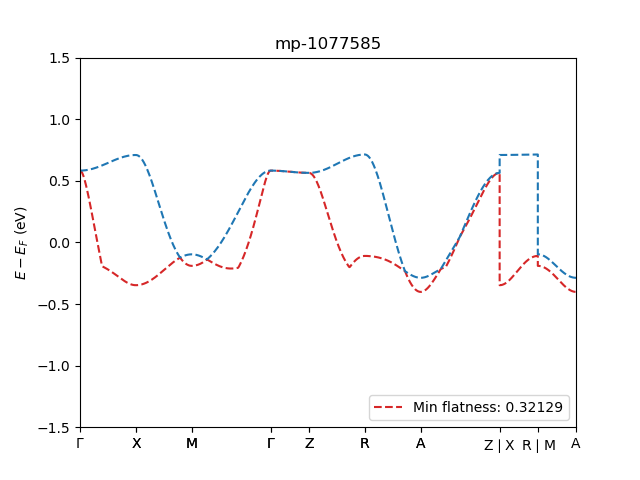 mp-1077585
E − E_F (eV)
1.5
1.0
0.5
0.0
−0.5
−1.0
−1.5
Min flatness: 0.32129
Γ X M Γ Z R A Z | X R | M A